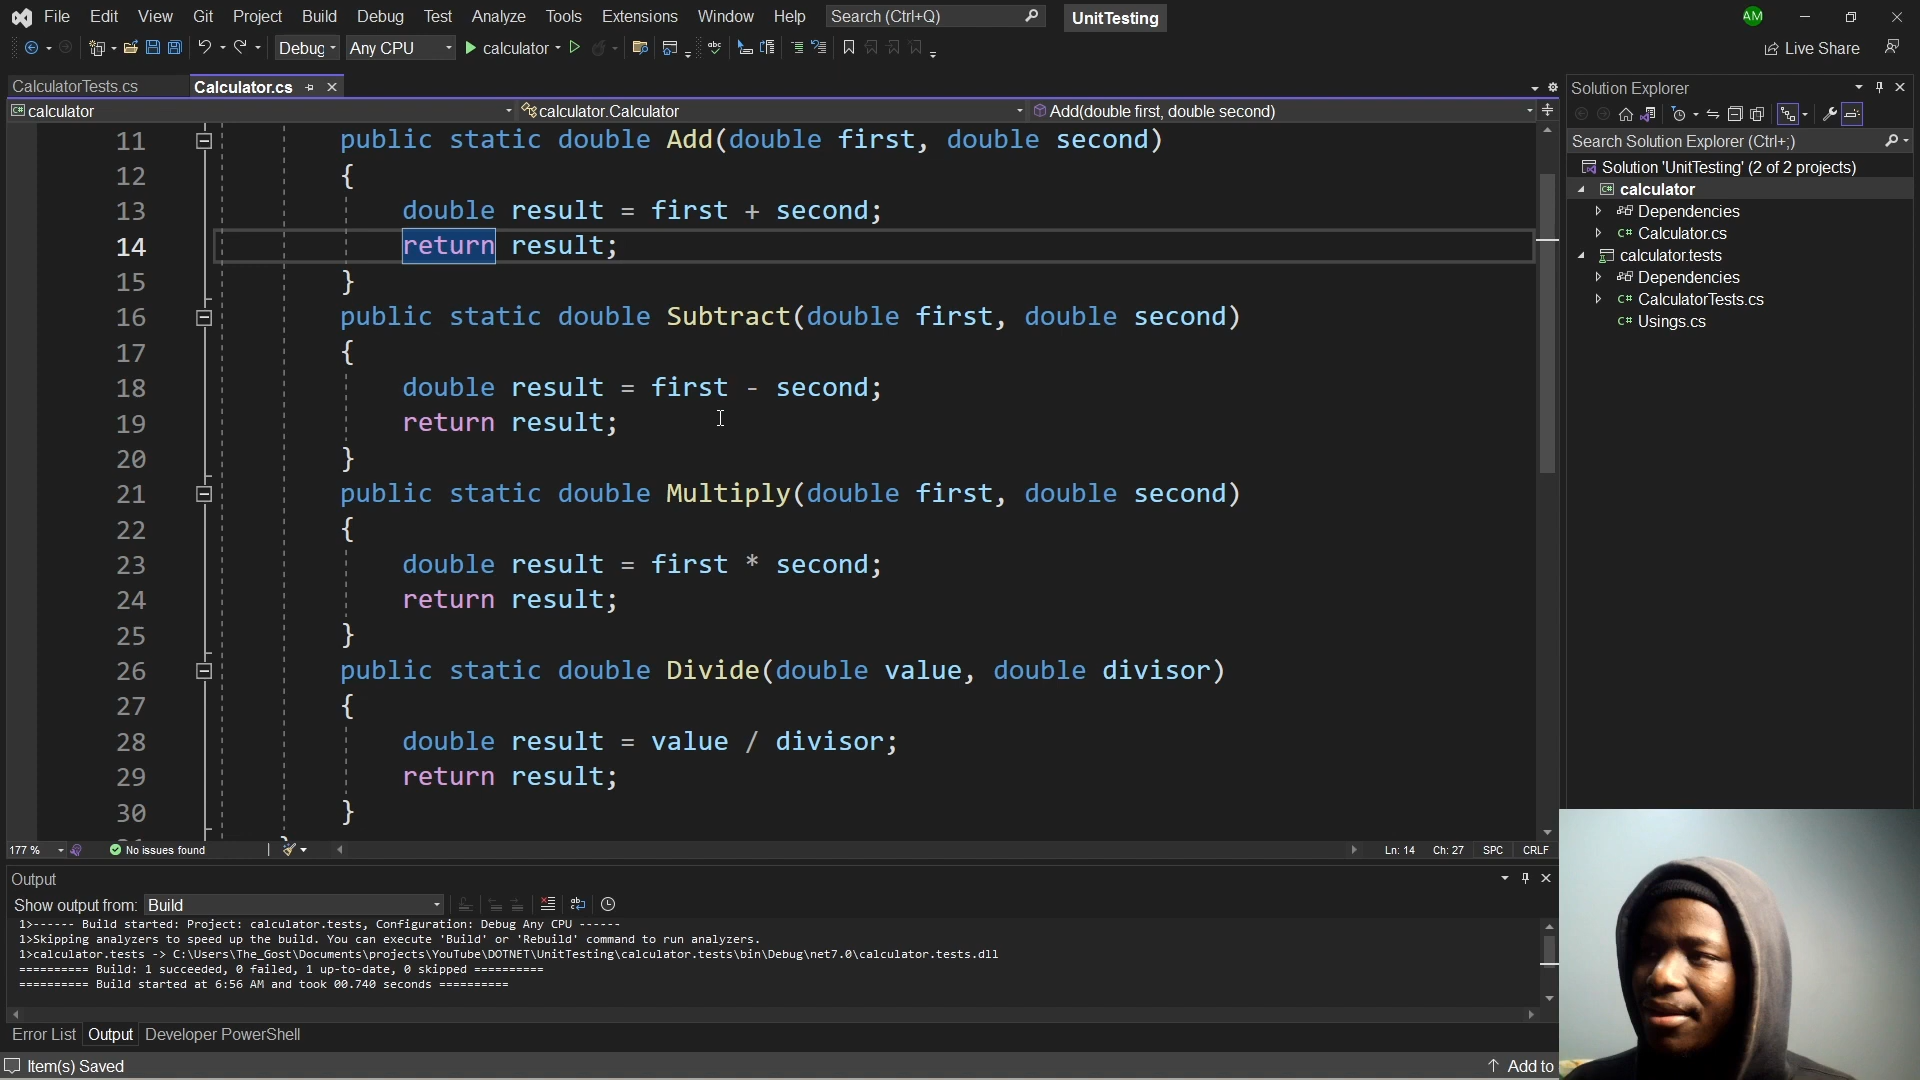 File Edit View Git Project Build Debug Test Analyze Tools Extensions Window Help Search (Ctrl+Q) UnitTesting AM
Debug Any CPU calculator Live Share
CalculatorTests.cs Calculator.cs
calculator calculator.Calculator Add(double first, double second)
11 public static double Add(double first, double second)
12 {
13 double result = first + second;
14 return result;
15 }
16 public static double Subtract(double first, double second)
17 {
18 double result = first - second;
19 return result;
20 }
21 public static double Multiply(double first, double second)
22 {
23 double result = first * second;
24 return result;
25 }
26 public static double Divide(double value, double divisor)
27 {
28 double result = value / divisor;
29 return result;
30 }
177 % No issues found Ln: 14 Ch: 27 SPC CRLF
Solution Explorer
Search Solution Explorer (Ctrl+;)
Solution 'UnitTesting' (2 of 2 projects)
calculator
Dependencies
C# Calculator.cs
calculator.tests
Dependencies
C# CalculatorTests.cs
C# Usings.cs
Output
Show output from: Build
1>------ Build started: Project: calculator.tests, Configuration: Debug Any CPU ------
1>Skipping analyzers to speed up the build. You can execute 'Build' or 'Rebuild' command to run analyzers.
1>calculator.tests -> C:\Users\The_Gost\Documents\projects\YouTube\DOTNET\UnitTesting\calculator.tests\bin\Debug\net7.0\calculator.tests.dll
========== Build: 1 succeeded, 0 failed, 1 up-to-date, 0 skipped ==========
========== Build started at 6:56 AM and took 00.740 seconds ==========
Error List Output Developer PowerShell
Item(s) Saved Add to